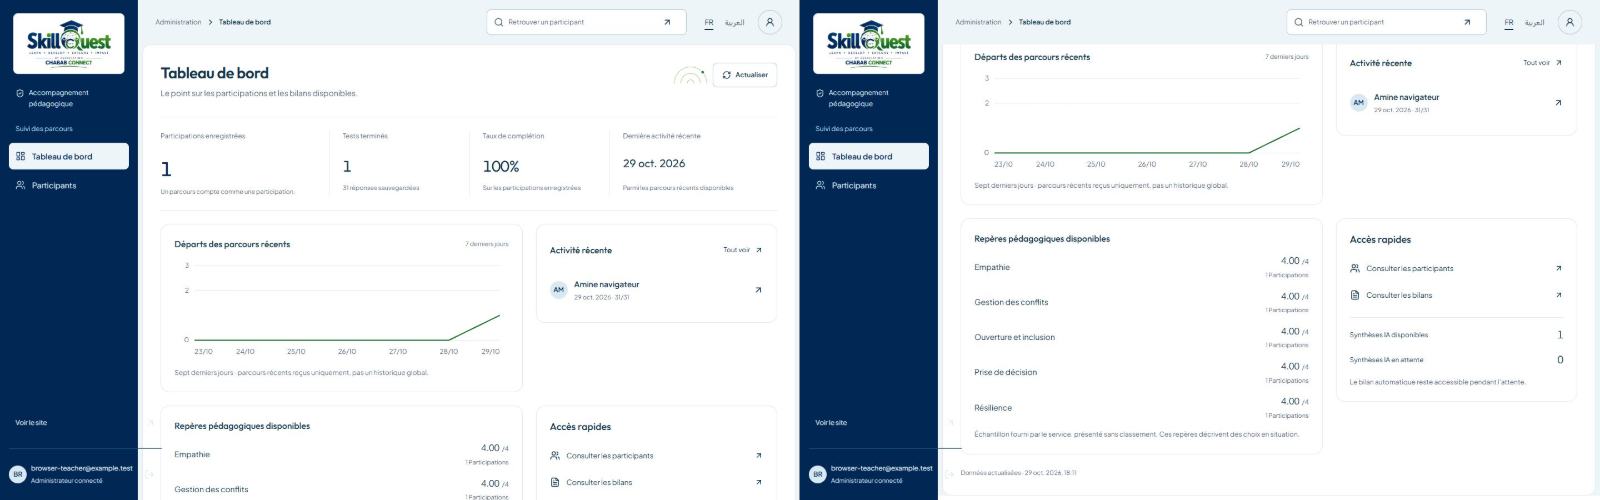 SkillQuest
LEARN • DEVELOP • ENGAGE • IMPACT
BY ASSOCIATION
CHABAB CONNECT
Accompagnement
pédagogique
Suivi des parcours
Tableau de bord
Participants
Voir le site
BR
browser-teacher@example.test
Administrateur connecté
Administration > Tableau de bord
Retrouver un participant
FR
العربية
Tableau de bord
Le point sur les participations et les bilans disponibles.
Actualiser
Participations enregistrées
1
Un parcours compte comme une participation.
Tests terminés
1
31 réponses sauvegardées
Taux de complétion
100%
Sur les participations enregistrées
Dernière activité récente
29 oct. 2026
Parmi les parcours récents disponibles
Départs des parcours récents
7 derniers jours
3
2
0
23/10 24/10 25/10 26/10 27/10 28/10 29/10
Sept derniers jours · parcours récents reçus uniquement, pas un historique global.
Activité récente
Tout voir
AM
Amine navigateur
29 oct. 2026 · 31/31
Repères pédagogiques disponibles
Empathie
4.00 /4
1 Participations
Gestion des conflits
4.00 /4
1 Participations
Accès rapides
Consulter les participants
Consulter les bilans
SkillQuest
LEARN • DEVELOP • ENGAGE • IMPACT
BY ASSOCIATION
CHABAB CONNECT
Accompagnement
pédagogique
Suivi des parcours
Tableau de bord
Participants
Voir le site
BR
browser-teacher@example.test
Administrateur connecté
Administration > Tableau de bord
Retrouver un participant
FR
العربية
Départs des parcours récents
7 derniers jours
3
2
0
23/10 24/10 25/10 26/10 27/10 28/10 29/10
Sept derniers jours · parcours récents reçus uniquement, pas un historique global.
Activité récente
Tout voir
AM
Amine navigateur
29 oct. 2026 · 31/31
Repères pédagogiques disponibles
Empathie
4.00 /4
1 Participations
Gestion des conflits
4.00 /4
1 Participations
Ouverture et inclusion
4.00 /4
1 Participations
Prise de décision
4.00 /4
1 Participations
Résilience
4.00 /4
1 Participations
Échantillon fourni par le service, présenté sans classement. Ces repères décrivent des choix en situation.
Accès rapides
Consulter les participants
Consulter les bilans
Synthèses IA disponibles
1
Synthèses IA en attente
0
Le bilan automatique reste accessible pendant l'attente.
Données actualisées · 29 oct. 2026, 18:11